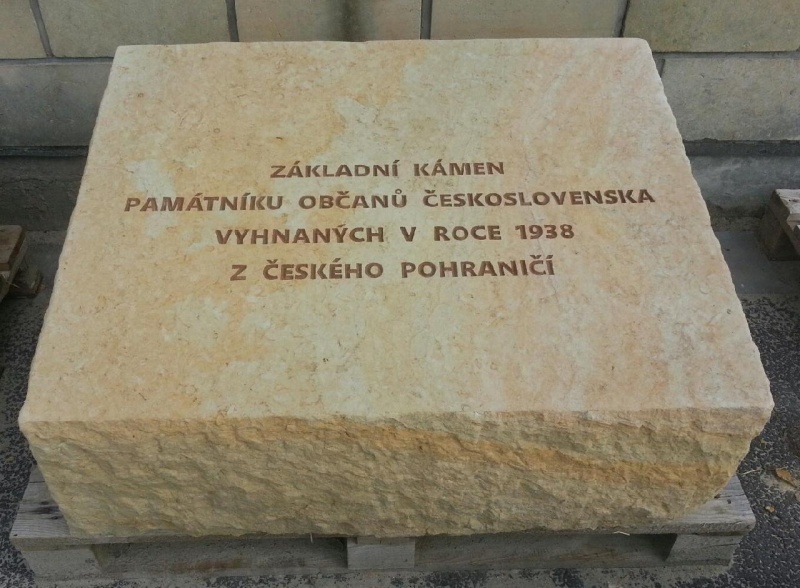 ZÁKLADNÍ KÁMEN
PAMÁTNÍKU OBČANŮ ČESKOSLOVENSKA
VYHNANÝCH V ROCE 1938
Z ČESKÉHO POHRANIČÍ